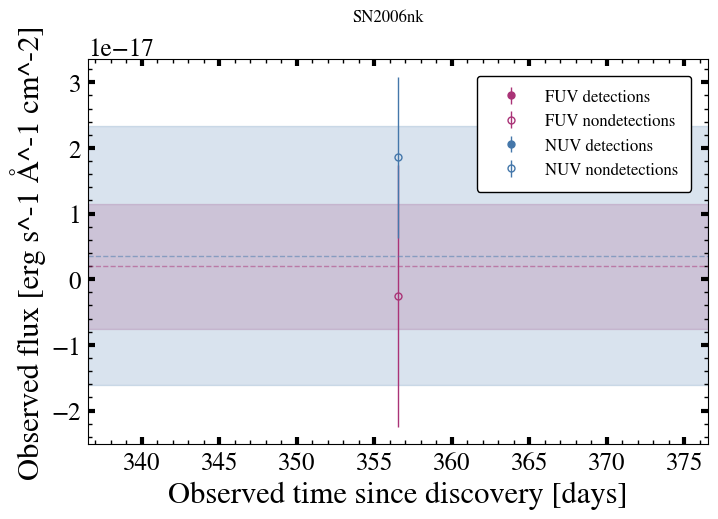 SN2006nk
1e−17
3
2
1
0
−1
−2
Observed flux [erg s^-1 Å^-1 cm^-2]
FUV detections
FUV nondetections
NUV detections
NUV nondetections
340 345 350 355 360 365 370 375
Observed time since discovery [days]